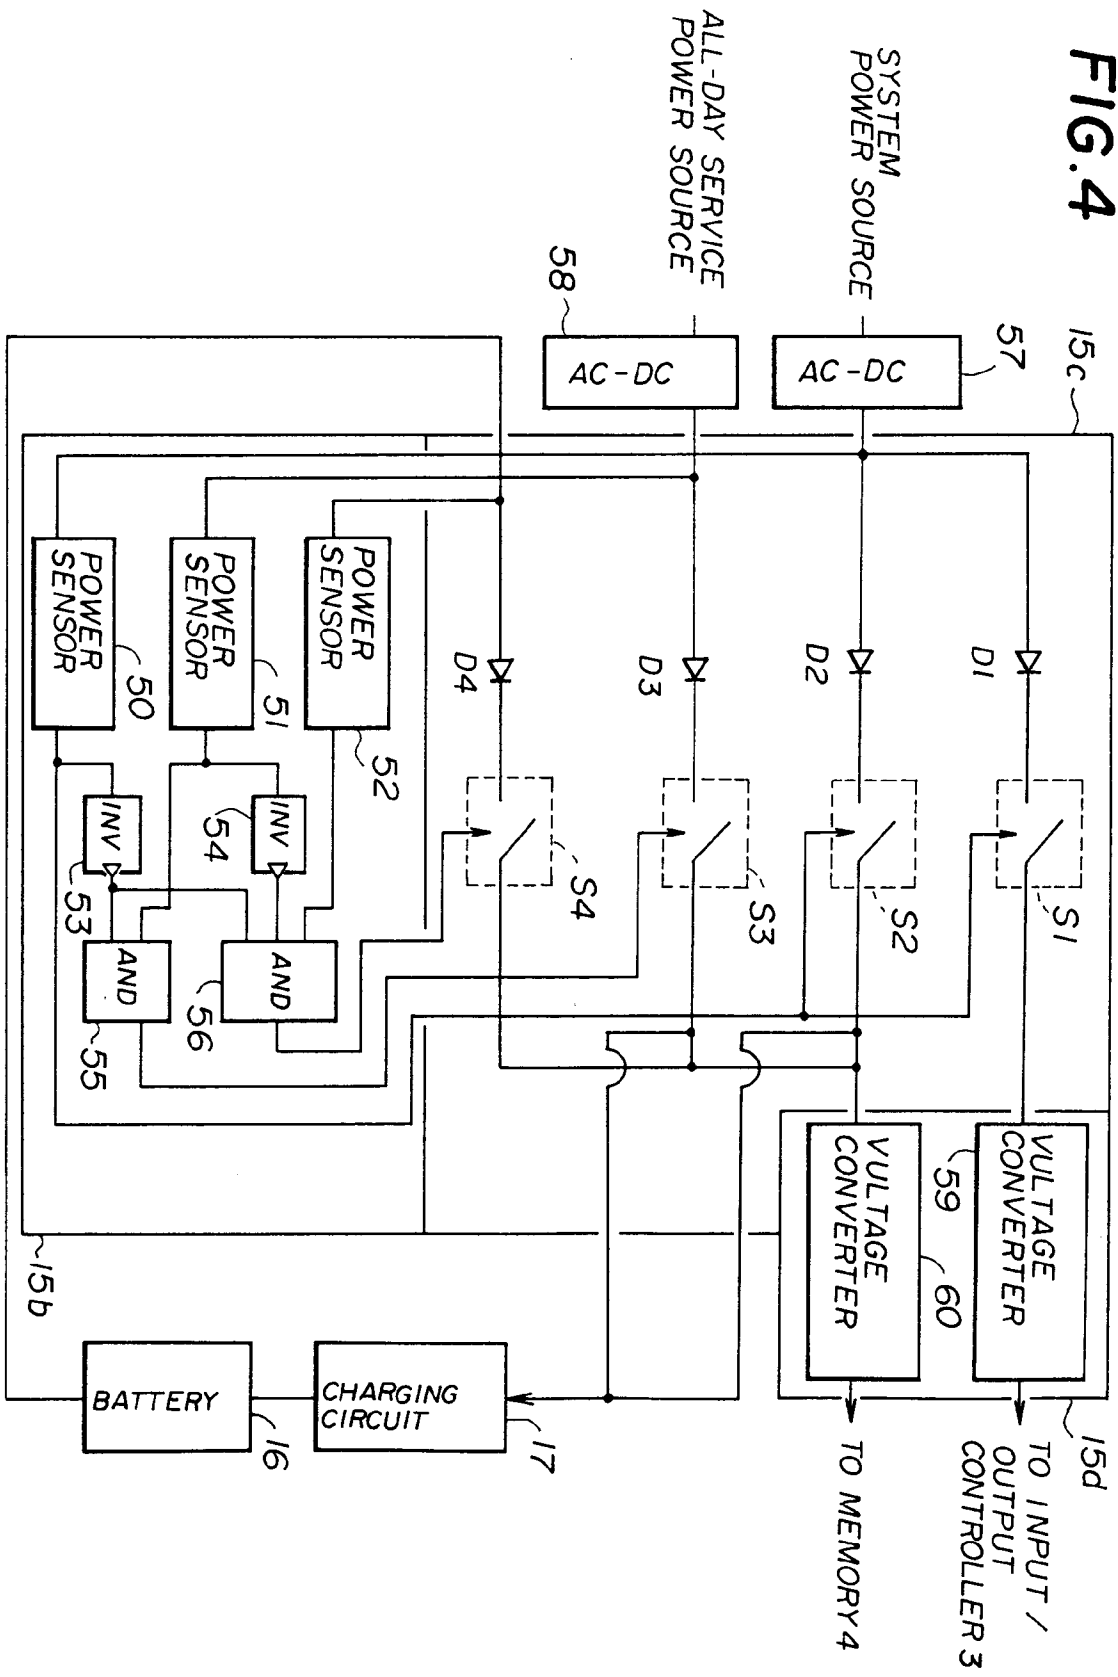 FIG.4
SYSTEM
POWER SOURCE
ALL-DAY SERVICE
POWER SOURCE
57
58
AC-DC
AC-DC
15c
D1
D2
D3
D4
S1
S2
S3
S4
POWER
SENSOR
52
POWER
SENSOR
51
POWER
SENSOR
50
INV
54
INV
53
AND
56
AND
55
VULTAGE
CONVERTER
59
VULTAGE
CONVERTER
60
15d
TO INPUT /
OUTPUT
CONTROLLER 3
TO MEMORY 4
CHARGING
CIRCUIT
17
BATTERY
16
15b